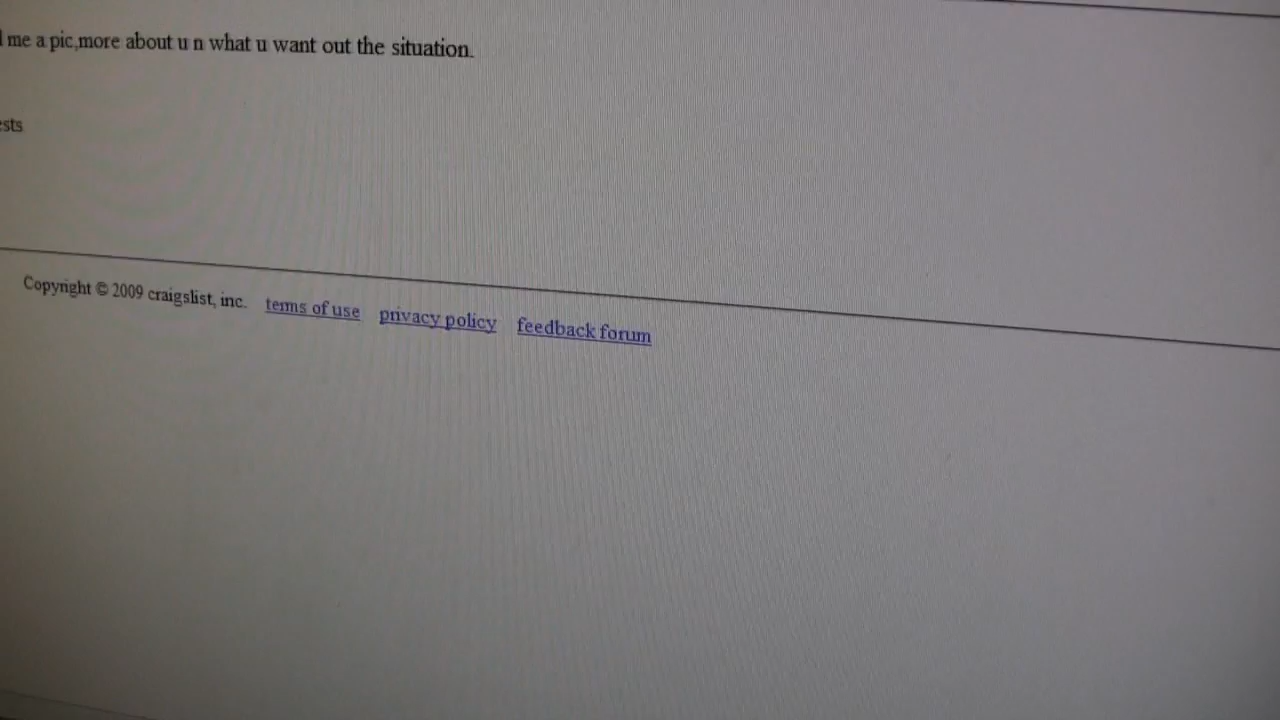 me a pic,more about u n what u want out the situation.
ests
Copyright © 2009 craigslist, inc. terms of use privacy policy feedback forum